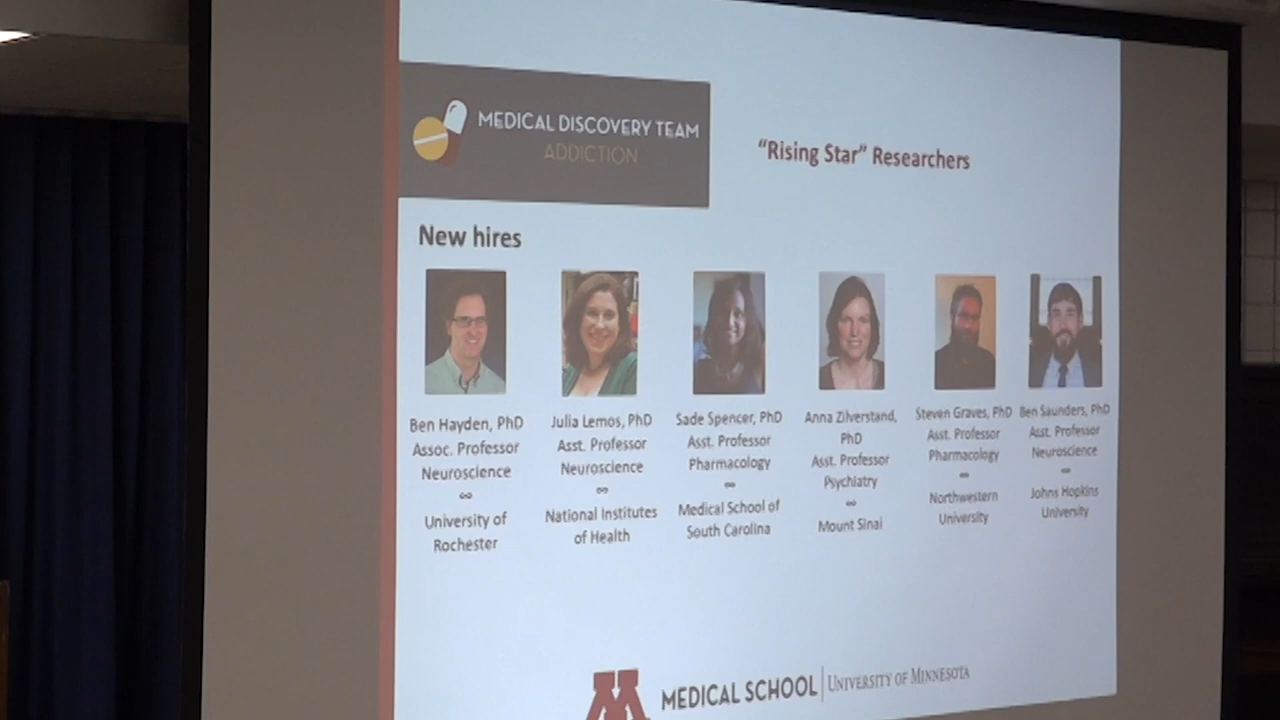 MEDICAL DISCOVERY TEAM
ADDICTION
“Rising Star” Researchers
New hires
Ben Hayden, PhD
Assoc. Professor
Neuroscience
∞
University of
Rochester
Julia Lemos, PhD
Asst. Professor
Neuroscience
∞
National Institutes
of Health
Sade Spencer, PhD
Asst. Professor
Pharmacology
∞
Medical School of
South Carolina
Anna Zilverstand,
PhD
Asst. Professor
Psychiatry
∞
Mount Sinai
Steven Graves, PhD
Asst. Professor
Pharmacology
∞
Northwestern
University
Ben Saunders, PhD
Asst. Professor
Neuroscience
∞
Johns Hopkins
University
M
MEDICAL SCHOOL
UNIVERSITY OF MINNESOTA